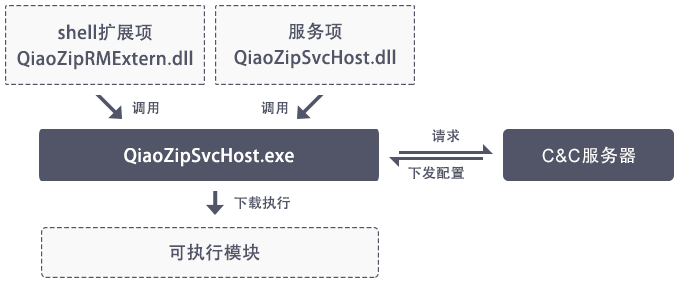 shell扩展项
QiaoZipRMExtern.dll
服务项
QiaoZipSvcHost.dll
调用
调用
QiaoZipSvcHost.exe
请求
下发配置
C&C服务器
下载执行
可执行模块